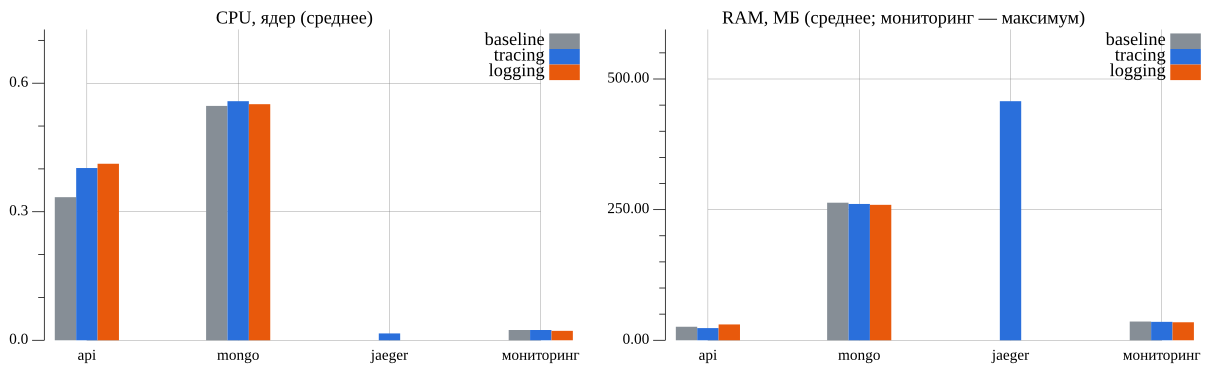 CPU, ядер (среднее)
baseline
tracing
logging
0.6
0.3
0.0
api mongo jaeger мониторинг
RAM, МБ (среднее; мониторинг — максимум)
baseline
tracing
logging
500.00
250.00
0.00
api mongo jaeger мониторинг